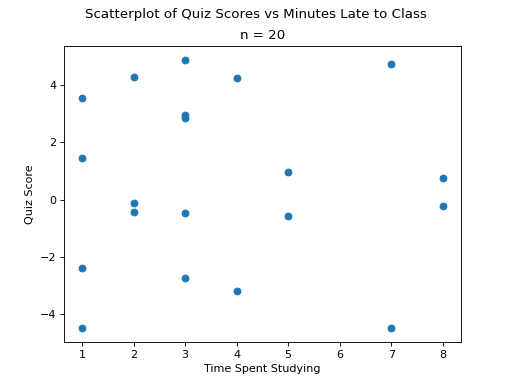 Scatterplot of Quiz Scores vs Minutes Late to Class
n = 20
4
2
0
−2
−4
Quiz Score
1 2 3 4 5 6 7 8
Time Spent Studying